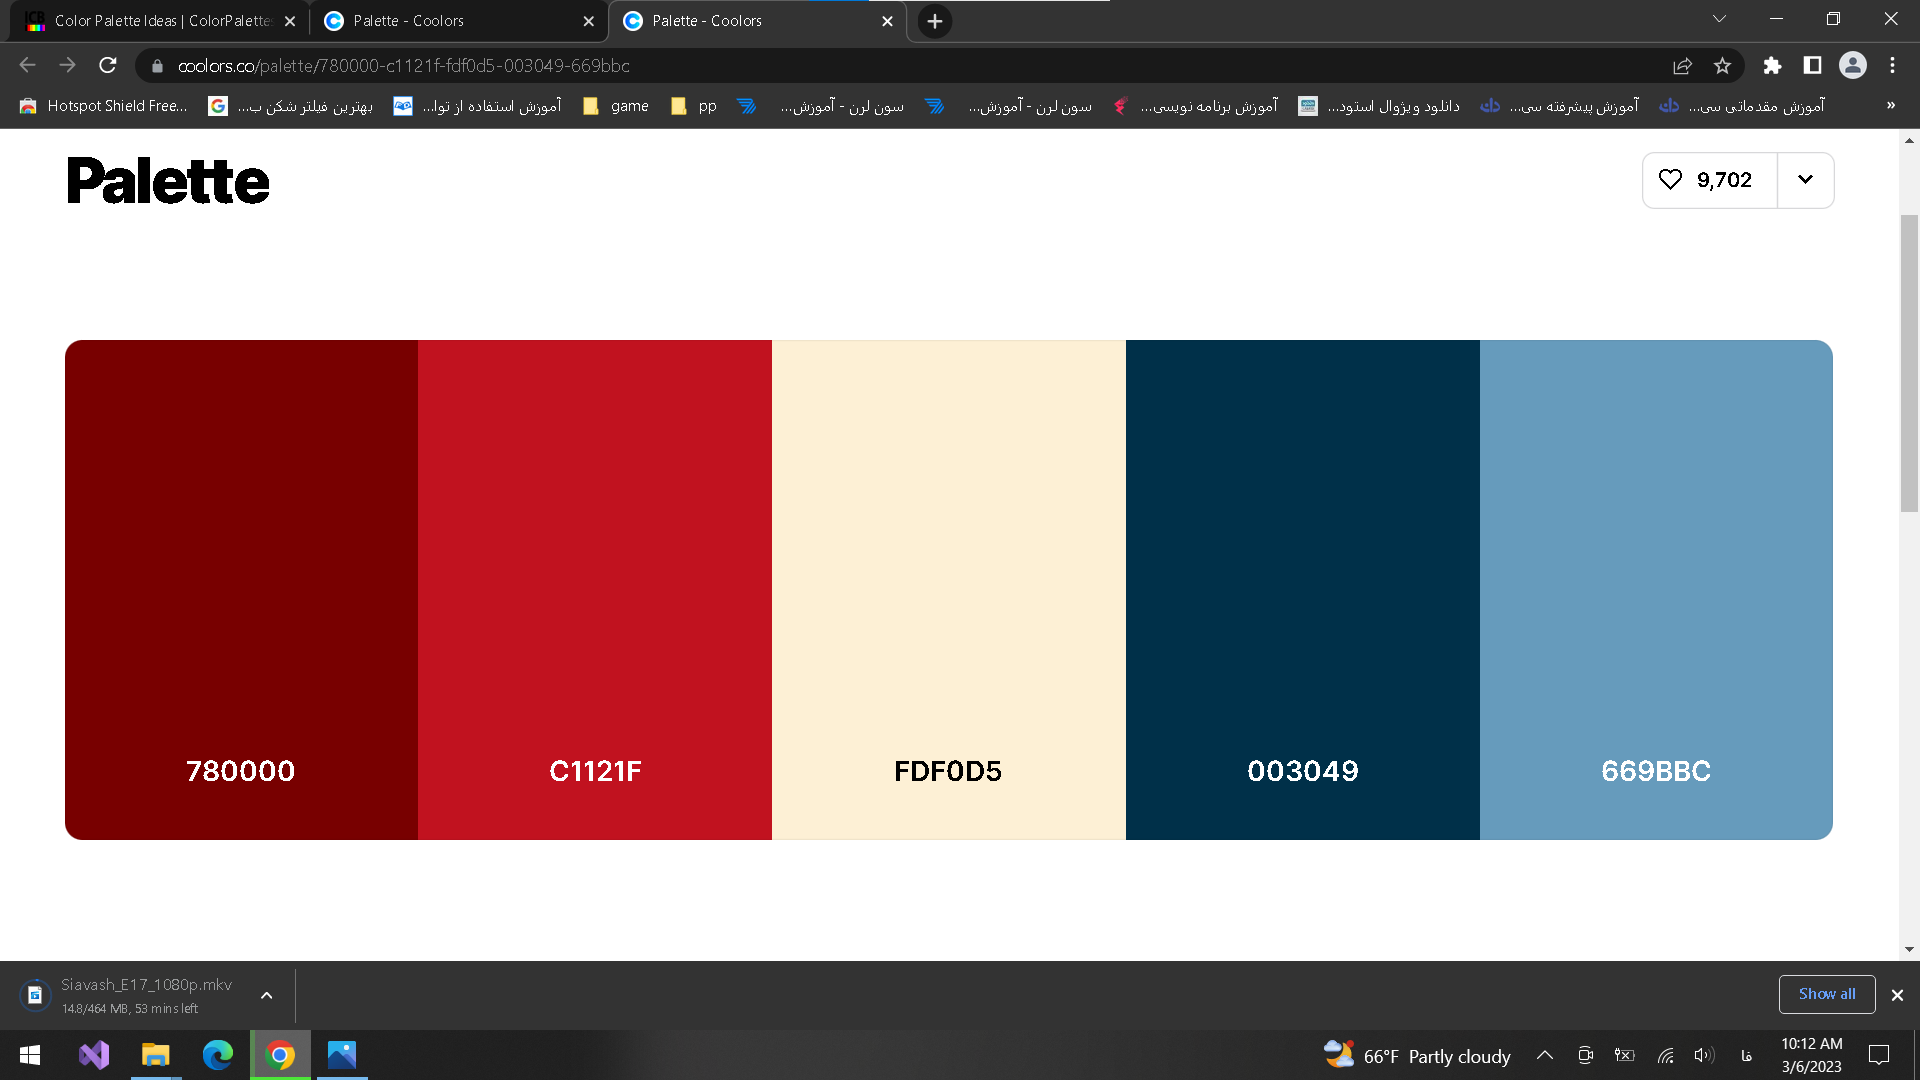 Color Palette Ideas | ColorPalettes
Palette - Coolors
Palette - Coolors
coolors.co/palette/780000-c1121f-fdf0d5-003049-669bbc
Hotspot Shield Free...
بهترین فیلتر شکن ب...
آموزش استفاده از توا...
game
pp
سون لرن - آموزش...
سون لرن - آموزش...
آموزش برنامه نویسی...
دانلود ویژوال استود...
آموزش پیشرفته سی...
آموزش مقدماتی سی...
»
Palette
9,702
780000
C1121F
FDF0D5
003049
669BBC
Siavash_E17_1080p.mkv
14.8/464 MB, 53 mins left
Show all
66°F Partly cloudy
فا
10:12 AM
3/6/2023